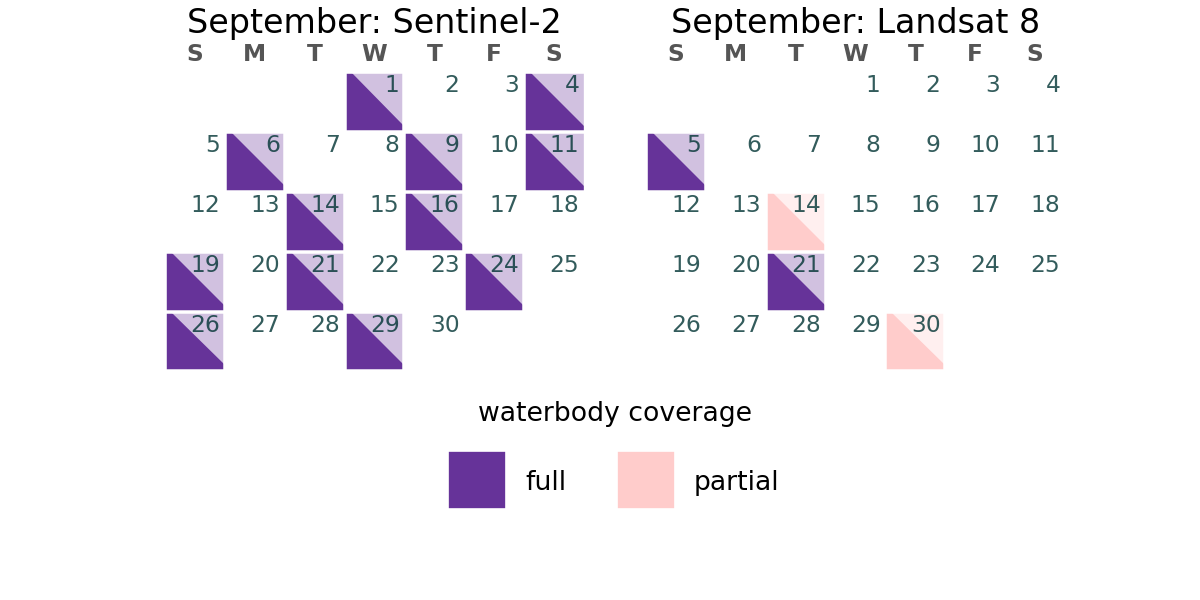 September: Sentinel-2
S M T W T F S
1 2 3 4
5 6 7 8 9 10 11
12 13 14 15 16 17 18
19 20 21 22 23 24 25
26 27 28 29 30
September: Landsat 8
S M T W T F S
1 2 3 4
5 6 7 8 9 10 11
12 13 14 15 16 17 18
19 20 21 22 23 24 25
26 27 28 29 30
waterbody coverage
full partial